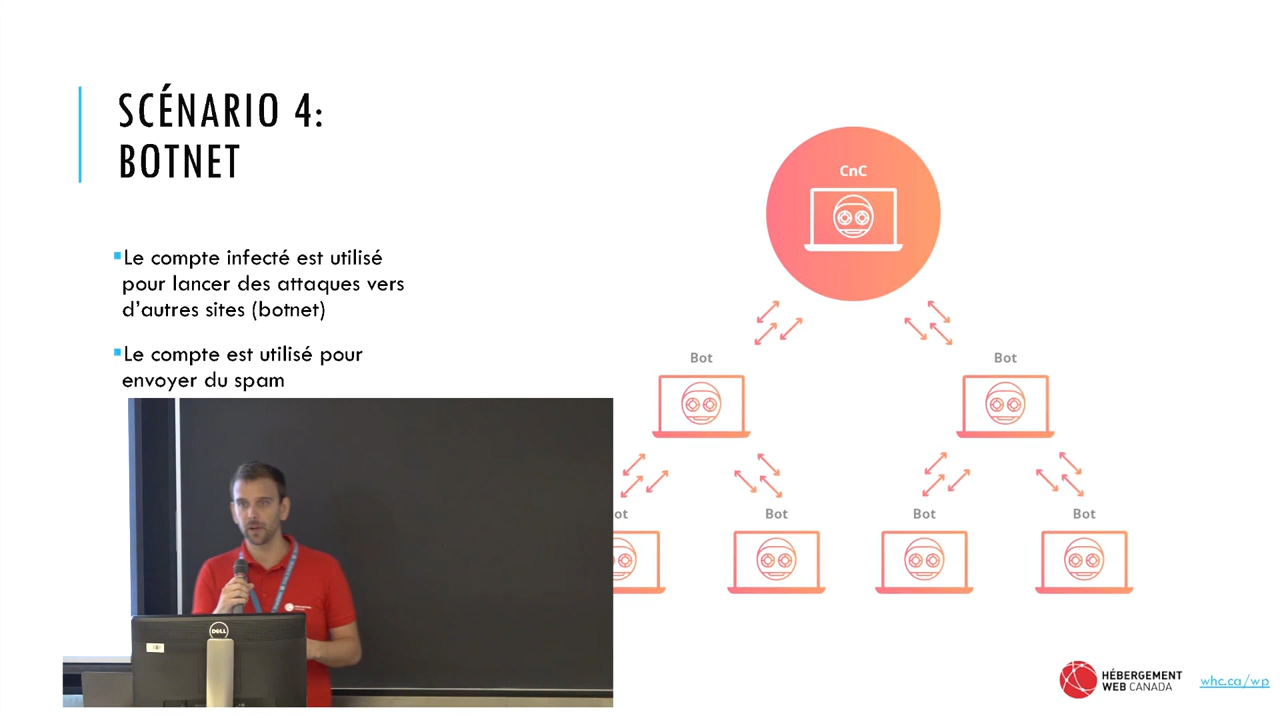 SCÉNARIO 4:
BOTNET
Le compte infecté est utilisé
pour lancer des attaques vers
d'autres sites (botnet)
Le compte est utilisé pour
envoyer du spam
CnC
Bot
Bot
Bot
Bot
Bot
DELL
HÉBERGEMENT
WEB CANADA
whc.ca/wp